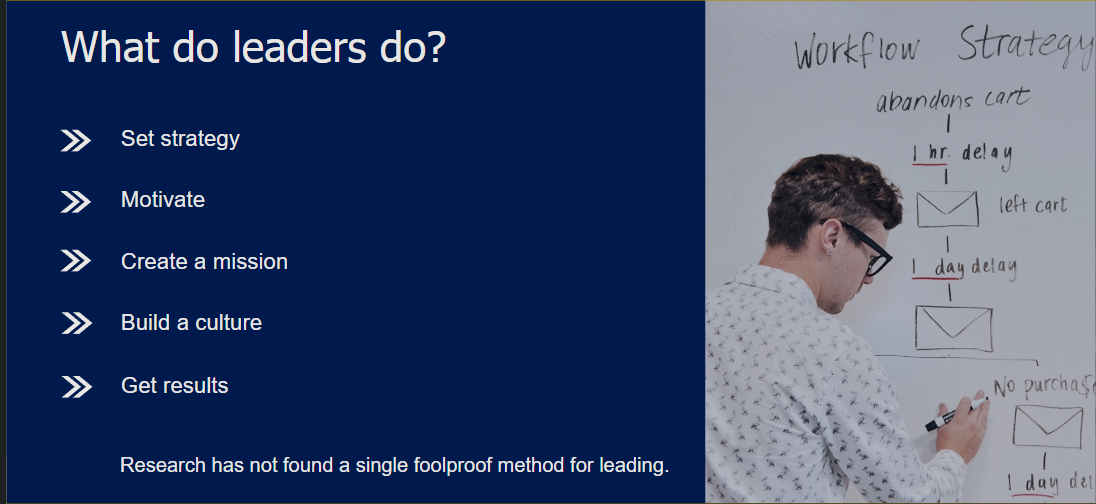 What do leaders do?
Set strategy
Motivate
Create a mission
Build a culture
Get results
Research has not found a single foolproof method for leading.
Workflow Strategy
abandons cart
1 hr. delay
left cart
1 day delay
No purchase
1 day del